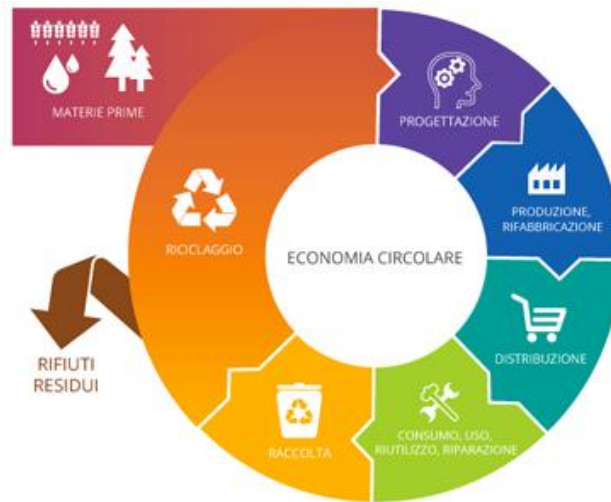 MATERIE PRIME
PROGETTAZIONE
PRODUZIONE,
RIFABBRICAZIONE
DISTRIBUZIONE
CONSUMO, USO,
RIUTILIZZO, RIPARAZIONE
RACCOLTA
RICICLAGGIO
ECONOMIA CIRCOLARE
RIFIUTI
RESIDUI